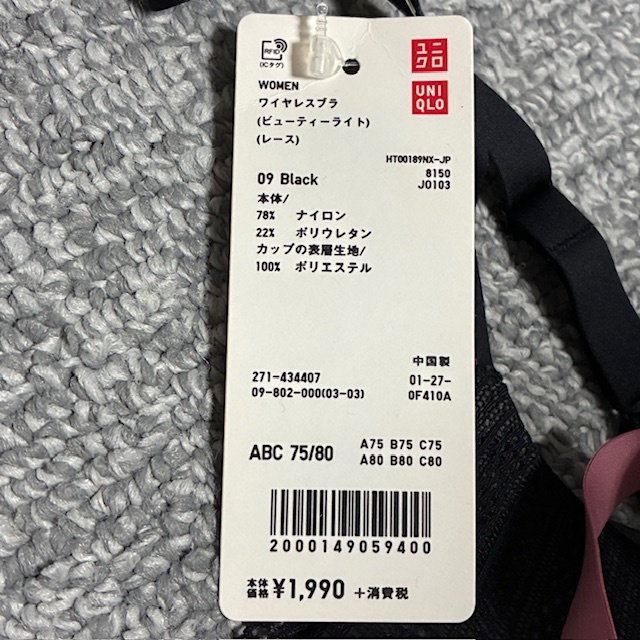 RFID
(ICタグ)
ユニ
クロ
UNI
QLO
WOMEN
ワイヤレスブラ
(ビューティーライト)
(レース)
HT00189NX-JP
8150
J0103
09 Black
本体/
78% ナイロン
22% ポリウレタン
カップの表層生地/
100% ポリエステル
中国製
271-434407
01-27-
09-802-000(03-03)
0F410A
ABC 75/80
A75 B75 C75
A80 B80 C80
2000149059400
本体
価格 ¥1,990 +消費税